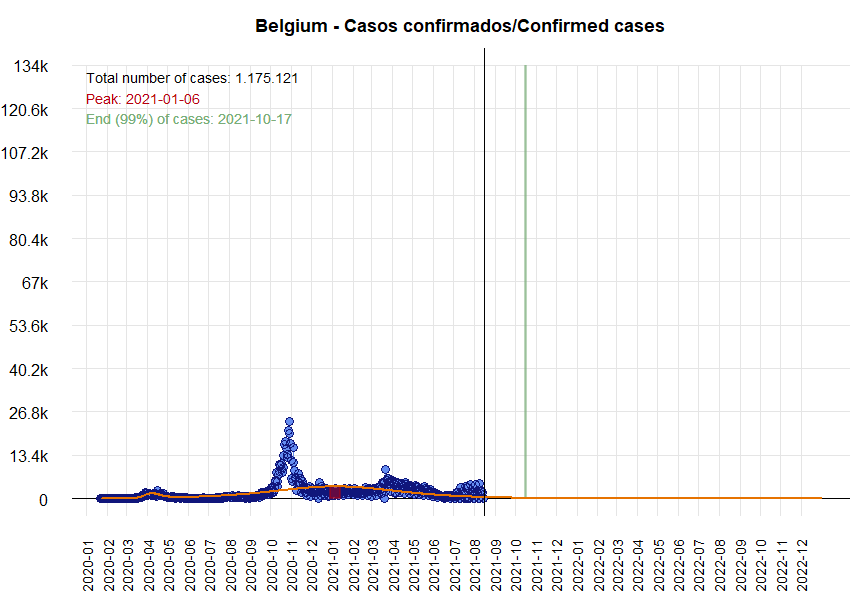 Belgium - Casos confirmados/Confirmed cases
134k
120.6k
107.2k
93.8k
80.4k
67k
53.6k
40.2k
26.8k
13.4k
0
Total number of cases: 1.175.121
Peak: 2021-01-06
End (99%) of cases: 2021-10-17
2020-01
2020-02
2020-03
2020-04
2020-05
2020-06
2020-07
2020-08
2020-09
2020-10
2020-11
2020-12
2021-01
2021-02
2021-03
2021-04
2021-05
2021-06
2021-07
2021-08
2021-09
2021-10
2021-11
2021-12
2022-01
2022-02
2022-03
2022-04
2022-05
2022-06
2022-07
2022-08
2022-09
2022-10
2022-11
2022-12